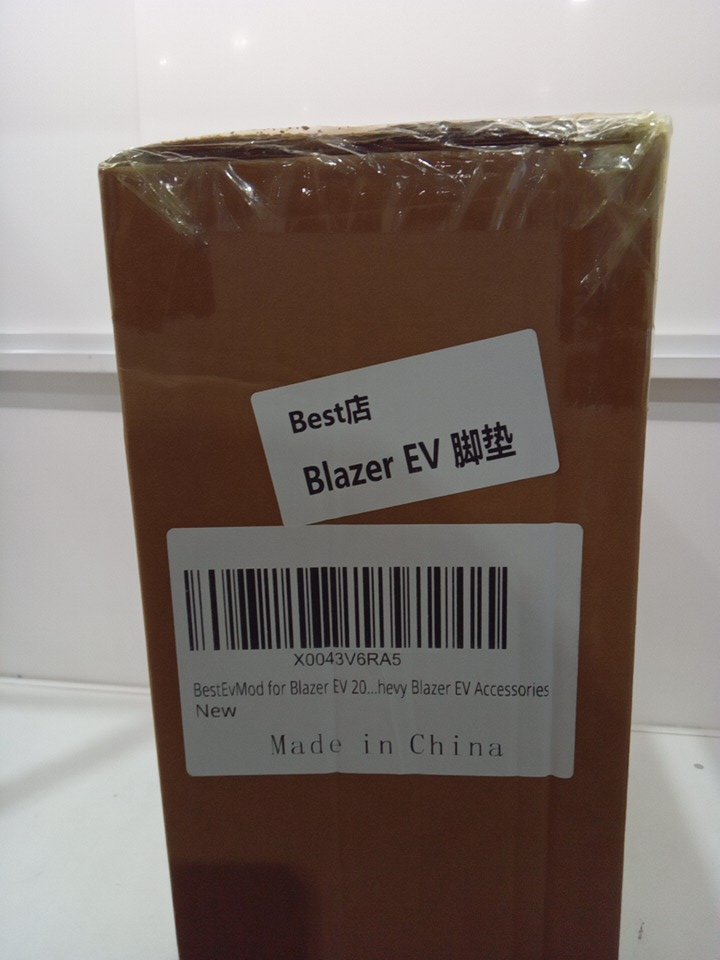 Best店
Blazer EV 脚垫
X0043V6RA5
BestEvMod for Blazer EV 20...hevy Blazer EV Accessories
New
Made in China